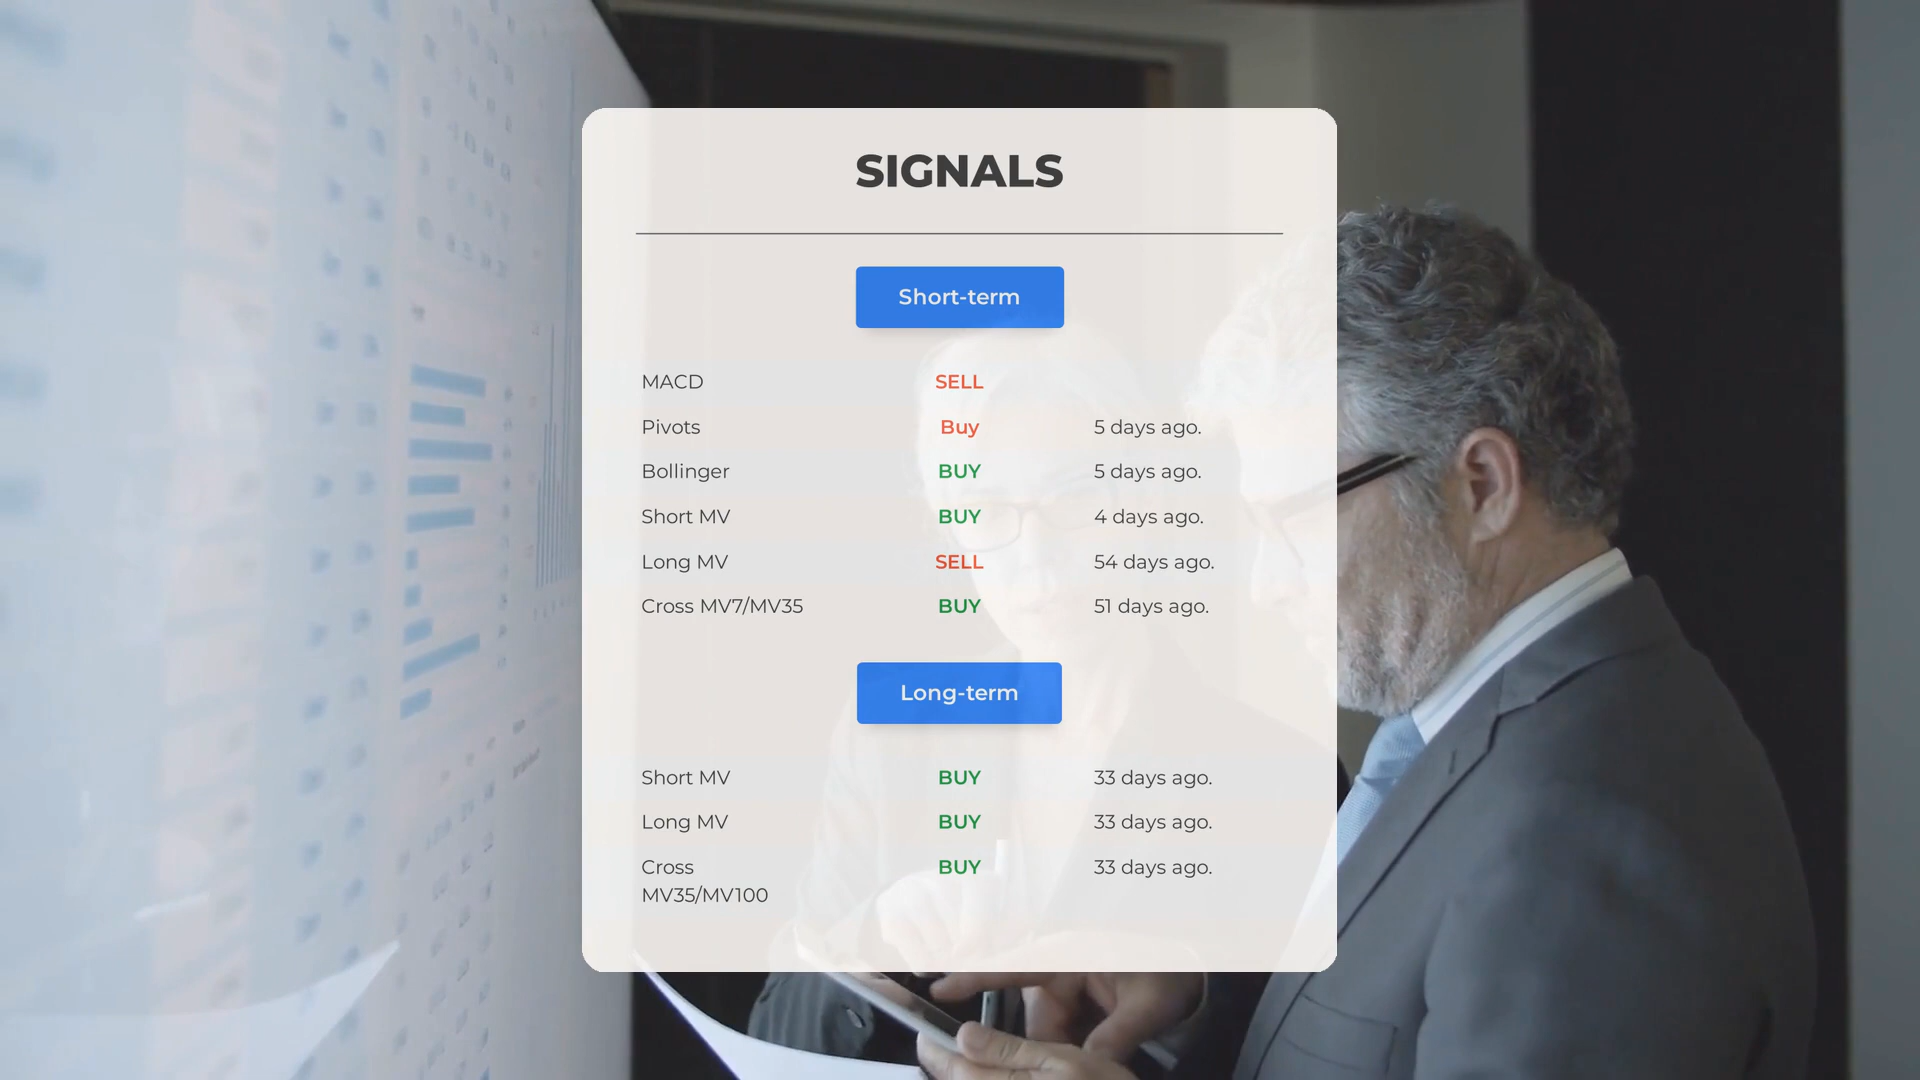 SIGNALS
Short-term
MACD SELL
Pivots Buy 5 days ago.
Bollinger BUY 5 days ago.
Short MV BUY 4 days ago.
Long MV SELL 54 days ago.
Cross MV7/MV35 BUY 51 days ago.
Long-term
Short MV BUY 33 days ago.
Long MV BUY 33 days ago.
Cross BUY 33 days ago.
MV35/MV100